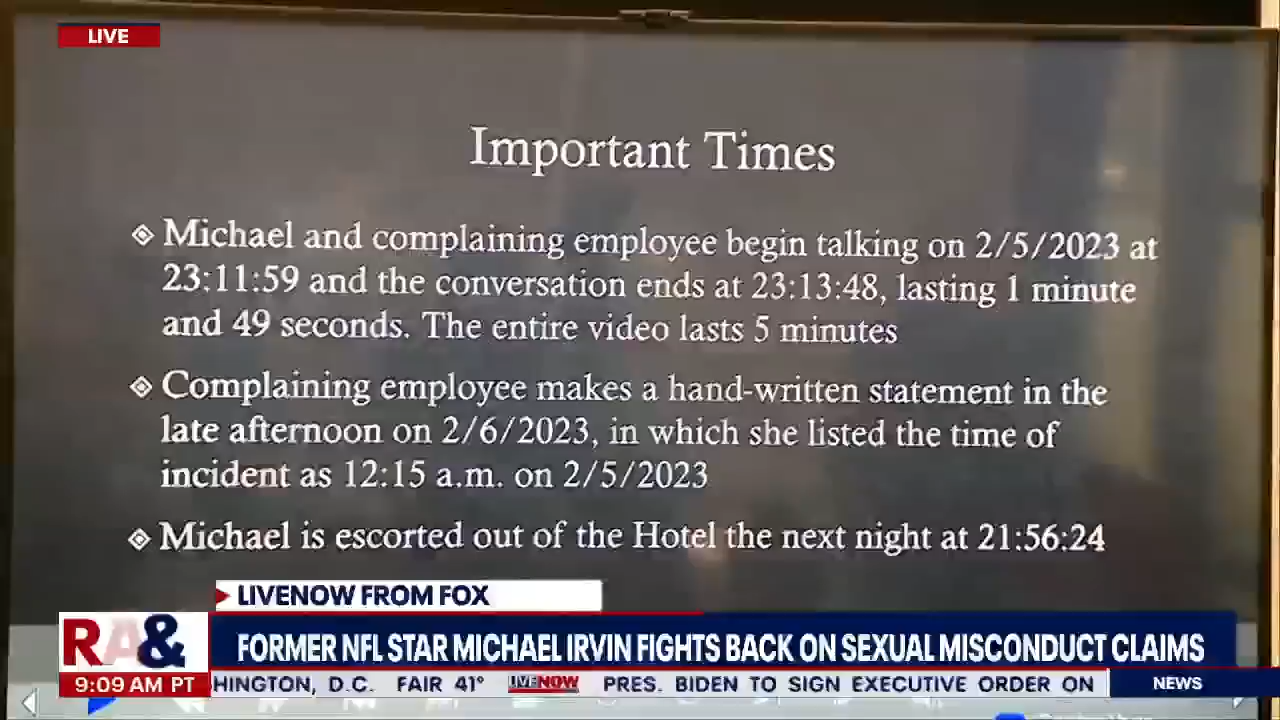 LIVE
Important Times
Michael and complaining employee begin talking on 2/5/2023 at
23:11:59 and the conversation ends at 23:13:48, lasting 1 minute
and 49 seconds. The entire video lasts 5 minutes
Complaining employee makes a hand-written statement in the
late afternoon on 2/6/2023, in which she listed the time of
incident as 12:15 a.m. on 2/5/2023
Michael is escorted out of the Hotel the next night at 21:56:24
LIVENOW FROM FOX
RA&
FORMER NFL STAR MICHAEL IRVIN FIGHTS BACK ON SEXUAL MISCONDUCT CLAIMS
9:09 AM PT HINGTON, D.C. FAIR 41° LIVENOW PRES. BIDEN TO SIGN EXECUTIVE ORDER ON NEWS